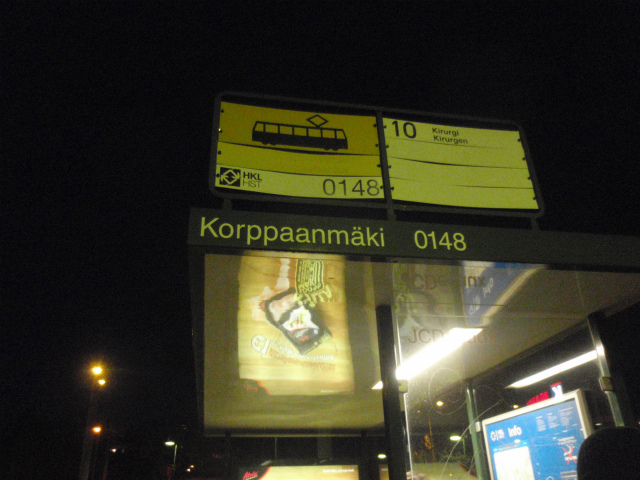 10 Kirurgi
Kirurgen
HKL
HST
0148
Korppaanmäki 0148
Info